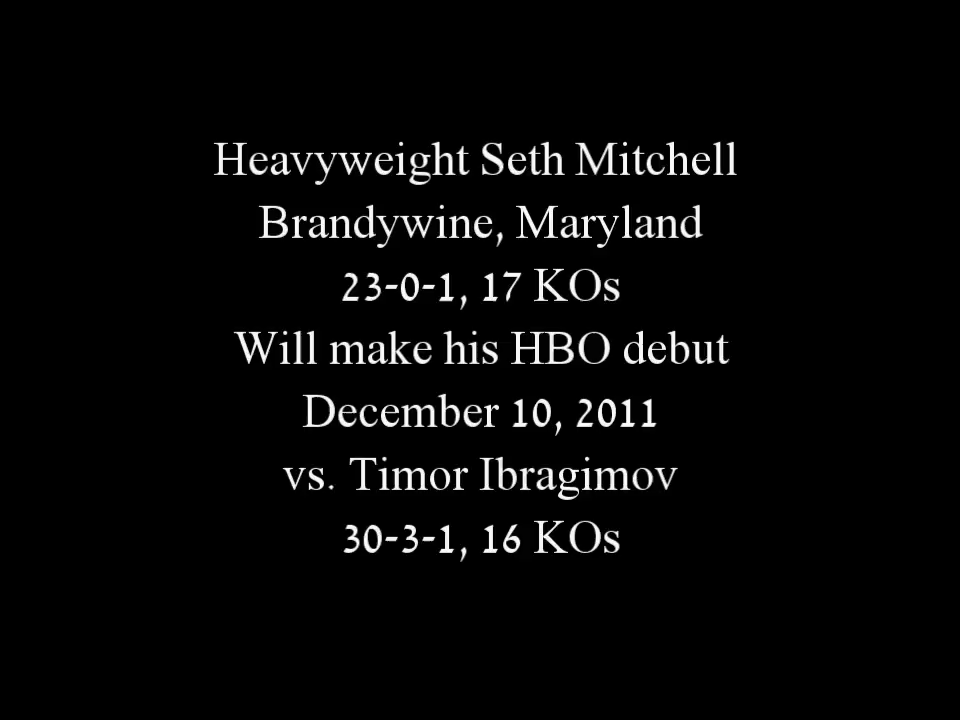 Heavyweight Seth Mitchell
Brandywine, Maryland
23-0-1, 17 KOs
Will make his HBO debut
December 10, 2011
vs. Timor Ibragimov
30-3-1, 16 KOs